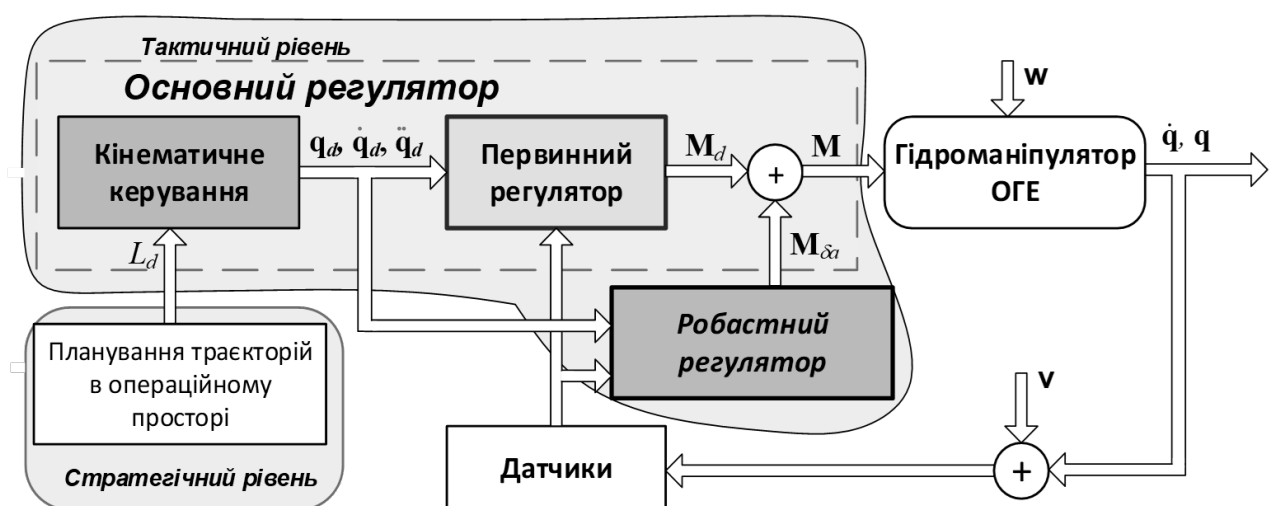 Тактичний рівень
Основний регулятор
w
Кінематичне
керування
q_d, q̇_d, q̈_d
Первинний
регулятор
M_d
+
M
Гідроманіпулятор
ОГЕ
q̇, q
L_d
M_δa
Планування траєкторій
в операційному
просторі
Стратегічний рівень
Робастний
регулятор
v
Датчики
+